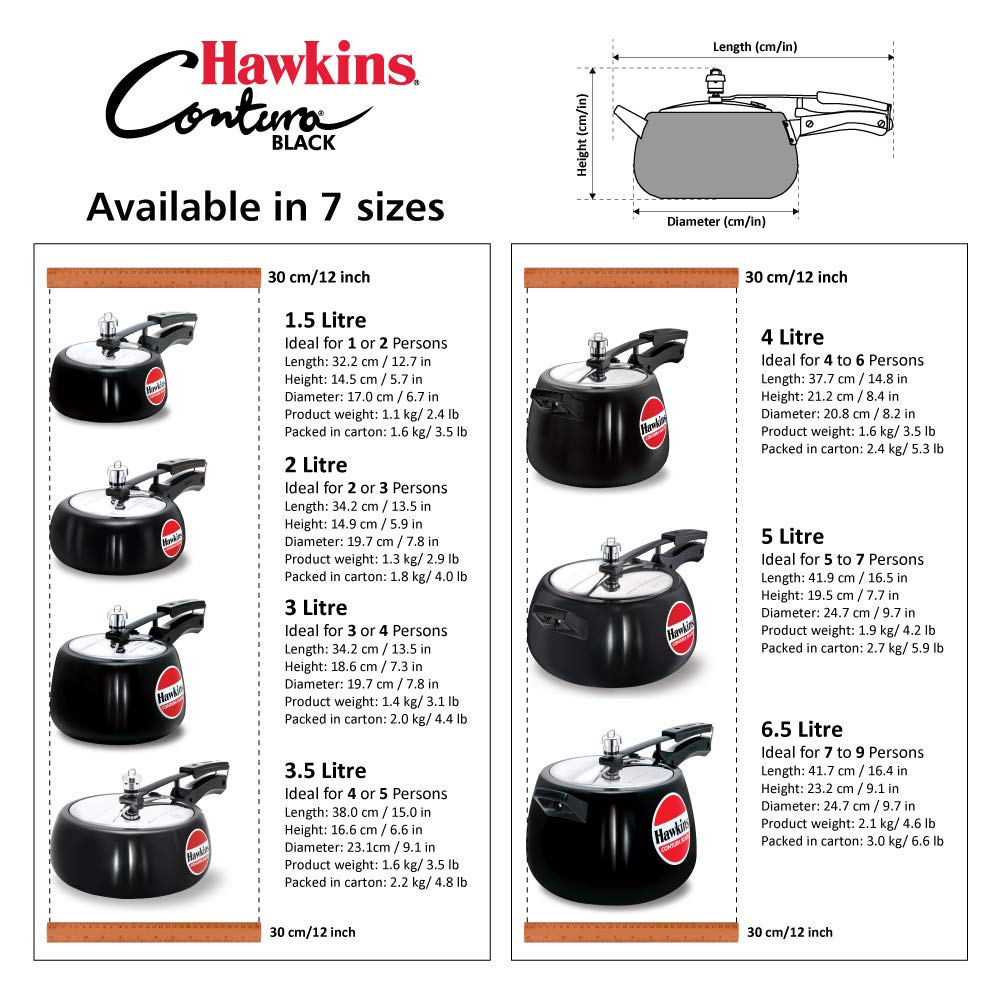 Hawkins
Contura
BLACK
Available in 7 sizes
Length (cm/in)
Height (cm/in)
Diameter (cm/in)
30 cm/12 inch
1.5 Litre
Ideal for 1 or 2 Persons
Length: 32.2 cm / 12.7 in
Height: 14.5 cm / 5.7 in
Diameter: 17.0 cm / 6.7 in
Product weight: 1.1 kg/ 2.4 lb
Packed in carton: 1.6 kg/ 3.5 lb
Hawkins
2 Litre
Ideal for 2 or 3 Persons
Length: 34.2 cm / 13.5 in
Height: 14.9 cm / 5.9 in
Diameter: 19.7 cm / 7.8 in
Product weight: 1.3 kg/ 2.9 lb
Packed in carton: 1.8 kg/ 4.0 lb
Hawkins
3 Litre
Ideal for 3 or 4 Persons
Length: 34.2 cm / 13.5 in
Height: 18.6 cm / 7.3 in
Diameter: 19.7 cm / 7.8 in
Product weight: 1.4 kg/ 3.1 lb
Packed in carton: 2.0 kg/ 4.4 lb
Hawkins
3.5 Litre
Ideal for 4 or 5 Persons
Length: 38.0 cm / 15.0 in
Height: 16.6 cm / 6.6 in
Diameter: 23.1cm / 9.1 in
Product weight: 1.6 kg/ 3.5 lb
Packed in carton: 2.2 kg/ 4.8 lb
Hawkins
30 cm/12 inch
30 cm/12 inch
4 Litre
Ideal for 4 to 6 Persons
Length: 37.7 cm / 14.8 in
Height: 21.2 cm / 8.4 in
Diameter: 20.8 cm / 8.2 in
Product weight: 1.6 kg/ 3.5 lb
Packed in carton: 2.4 kg/ 5.3 lb
Hawkins
5 Litre
Ideal for 5 to 7 Persons
Length: 41.9 cm / 16.5 in
Height: 19.5 cm / 7.7 in
Diameter: 24.7 cm / 9.7 in
Product weight: 1.9 kg/ 4.2 lb
Packed in carton: 2.7 kg/ 5.9 lb
Hawkins
6.5 Litre
Ideal for 7 to 9 Persons
Length: 41.7 cm / 16.4 in
Height: 23.2 cm / 9.1 in
Diameter: 24.7 cm / 9.7 in
Product weight: 2.1 kg/ 4.6 lb
Packed in carton: 3.0 kg/ 6.6 lb
Hawkins
CONTURA
30 cm/12 inch